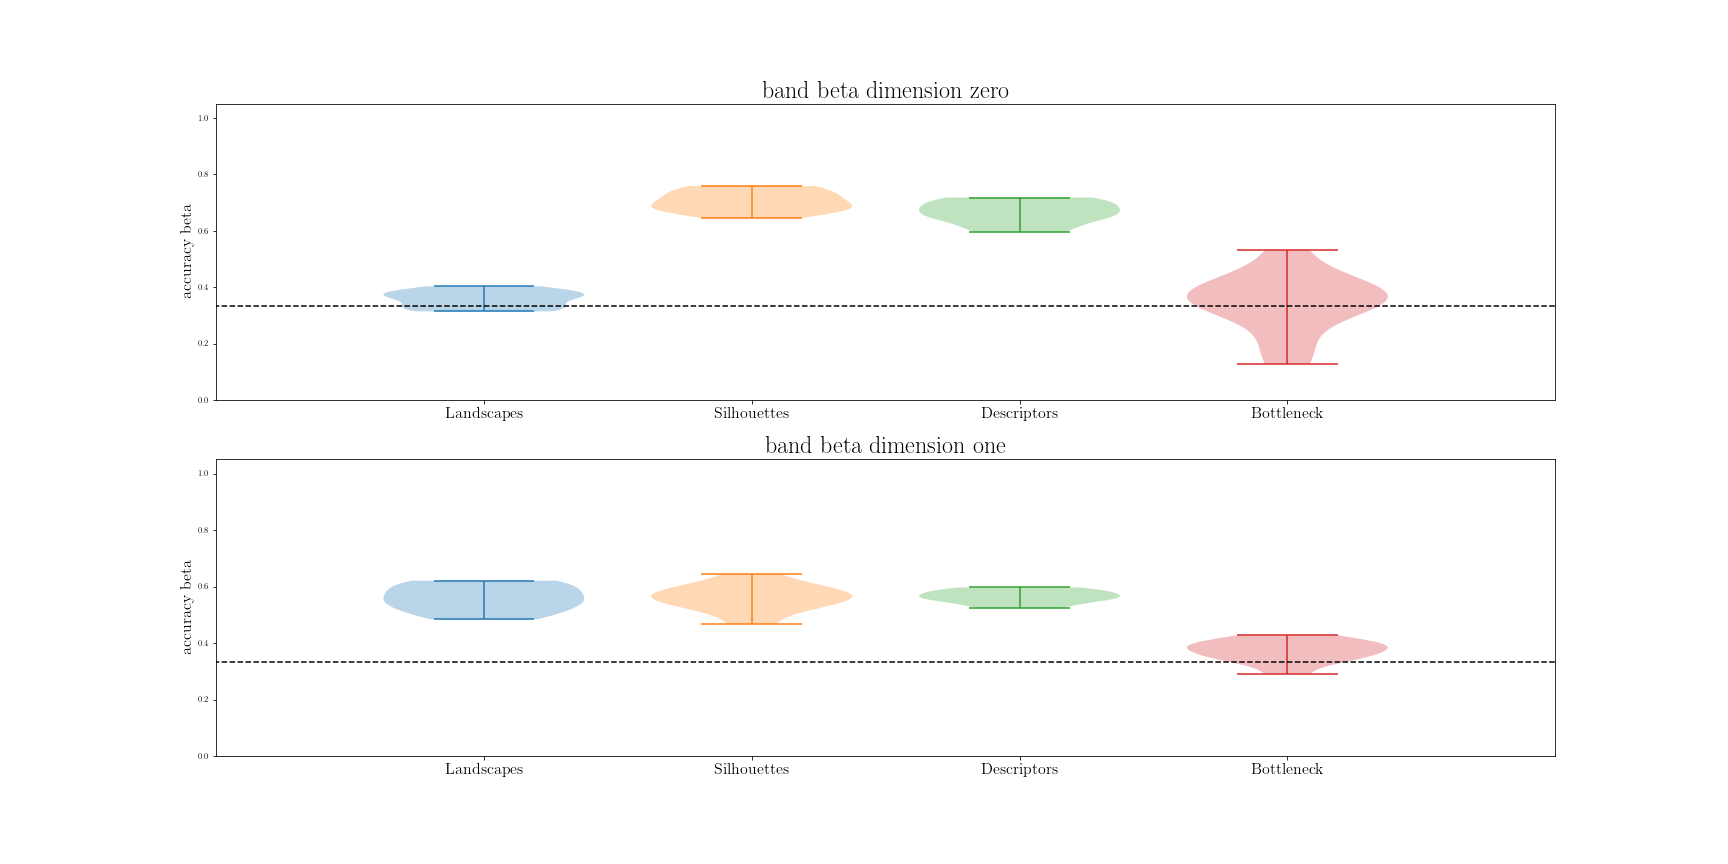 band beta dimension zero
1.0
0.8
0.6
0.4
0.2
0.0
accuracy beta
Landscapes Silhouettes Descriptors Bottleneck
band beta dimension one
1.0
0.8
0.6
0.4
0.2
0.0
accuracy beta
Landscapes Silhouettes Descriptors Bottleneck